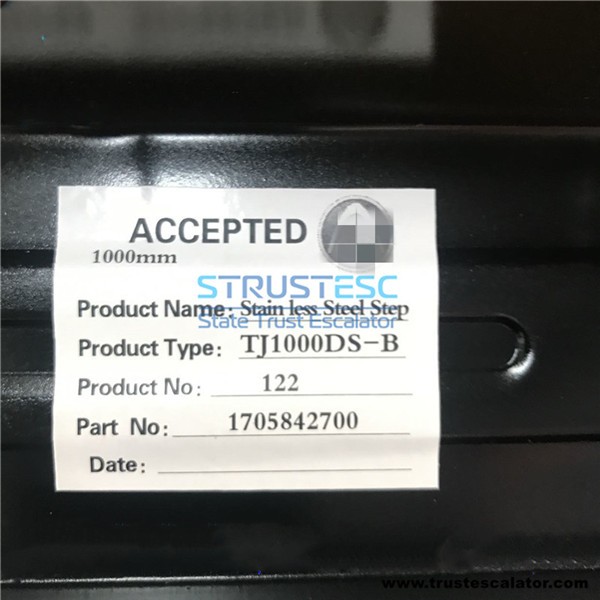 ACCEPTED
1000mm
STRUSTESC
Product Name: Stain less Steel Step
State Trust Escalator
Product Type: TJ1000DS-B
Product No: 122
Part No: 1705842700
Date:
www.trustescalator.com